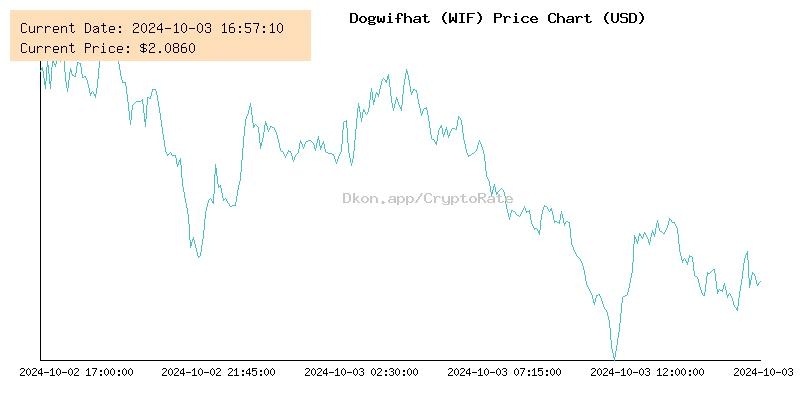 Dogwifhat (WIF) Price Chart (USD)
Current Date: 2024-10-03 16:57:10
Current Price: $2.0860
Dkon.app/CryptoRate
2024-10-02 17:00:00 2024-10-02 21:45:00 2024-10-03 02:30:00 2024-10-03 07:15:00 2024-10-03 12:00:00 2024-10-03